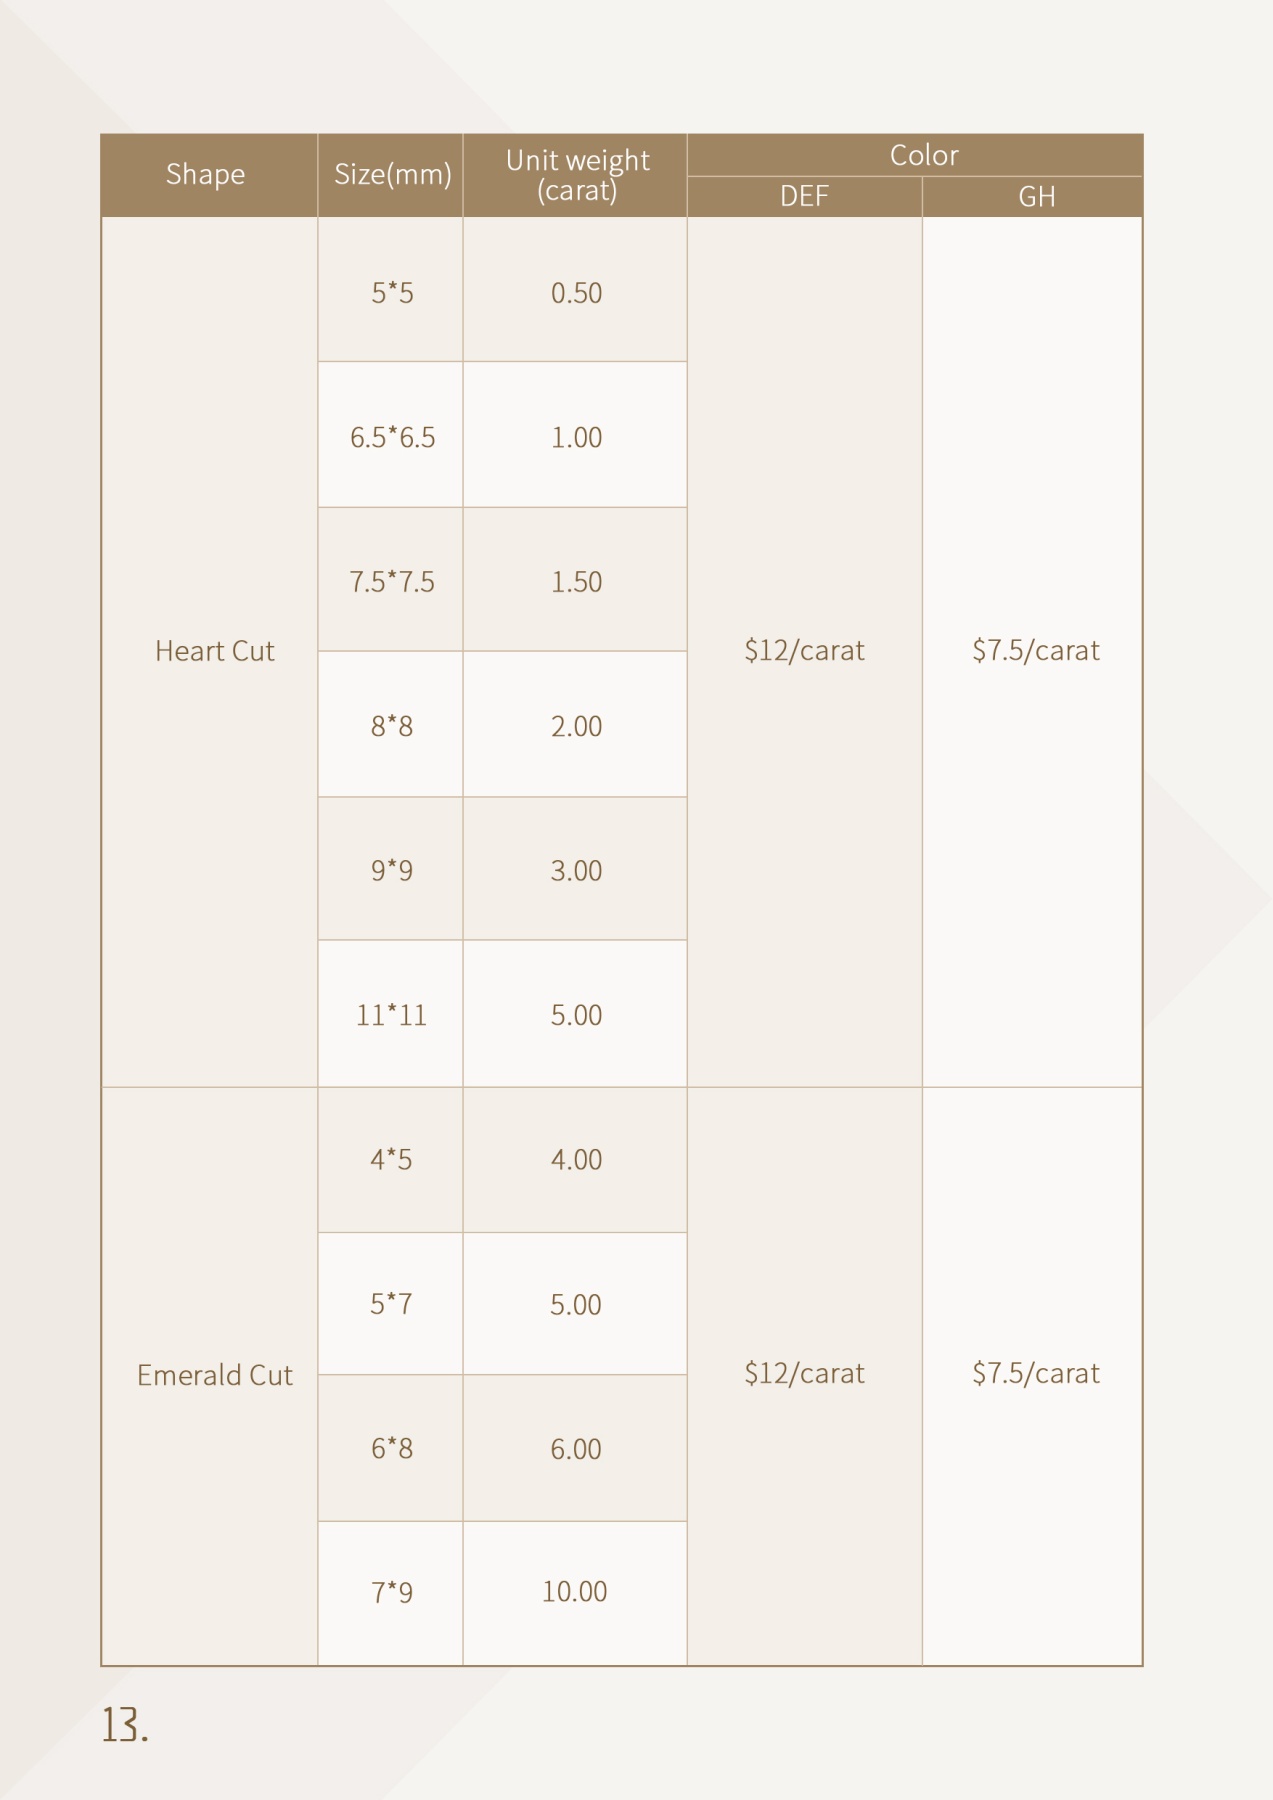 Shape
Size(mm)
Unit weight
(carat)
Color
DEF
GH
Heart Cut
5*5
0.50
6.5*6.5
1.00
7.5*7.5
1.50
8*8
2.00
9*9
3.00
11*11
5.00
$12/carat
$7.5/carat
Emerald Cut
4*5
4.00
5*7
5.00
6*8
6.00
7*9
10.00
$12/carat
$7.5/carat
13.